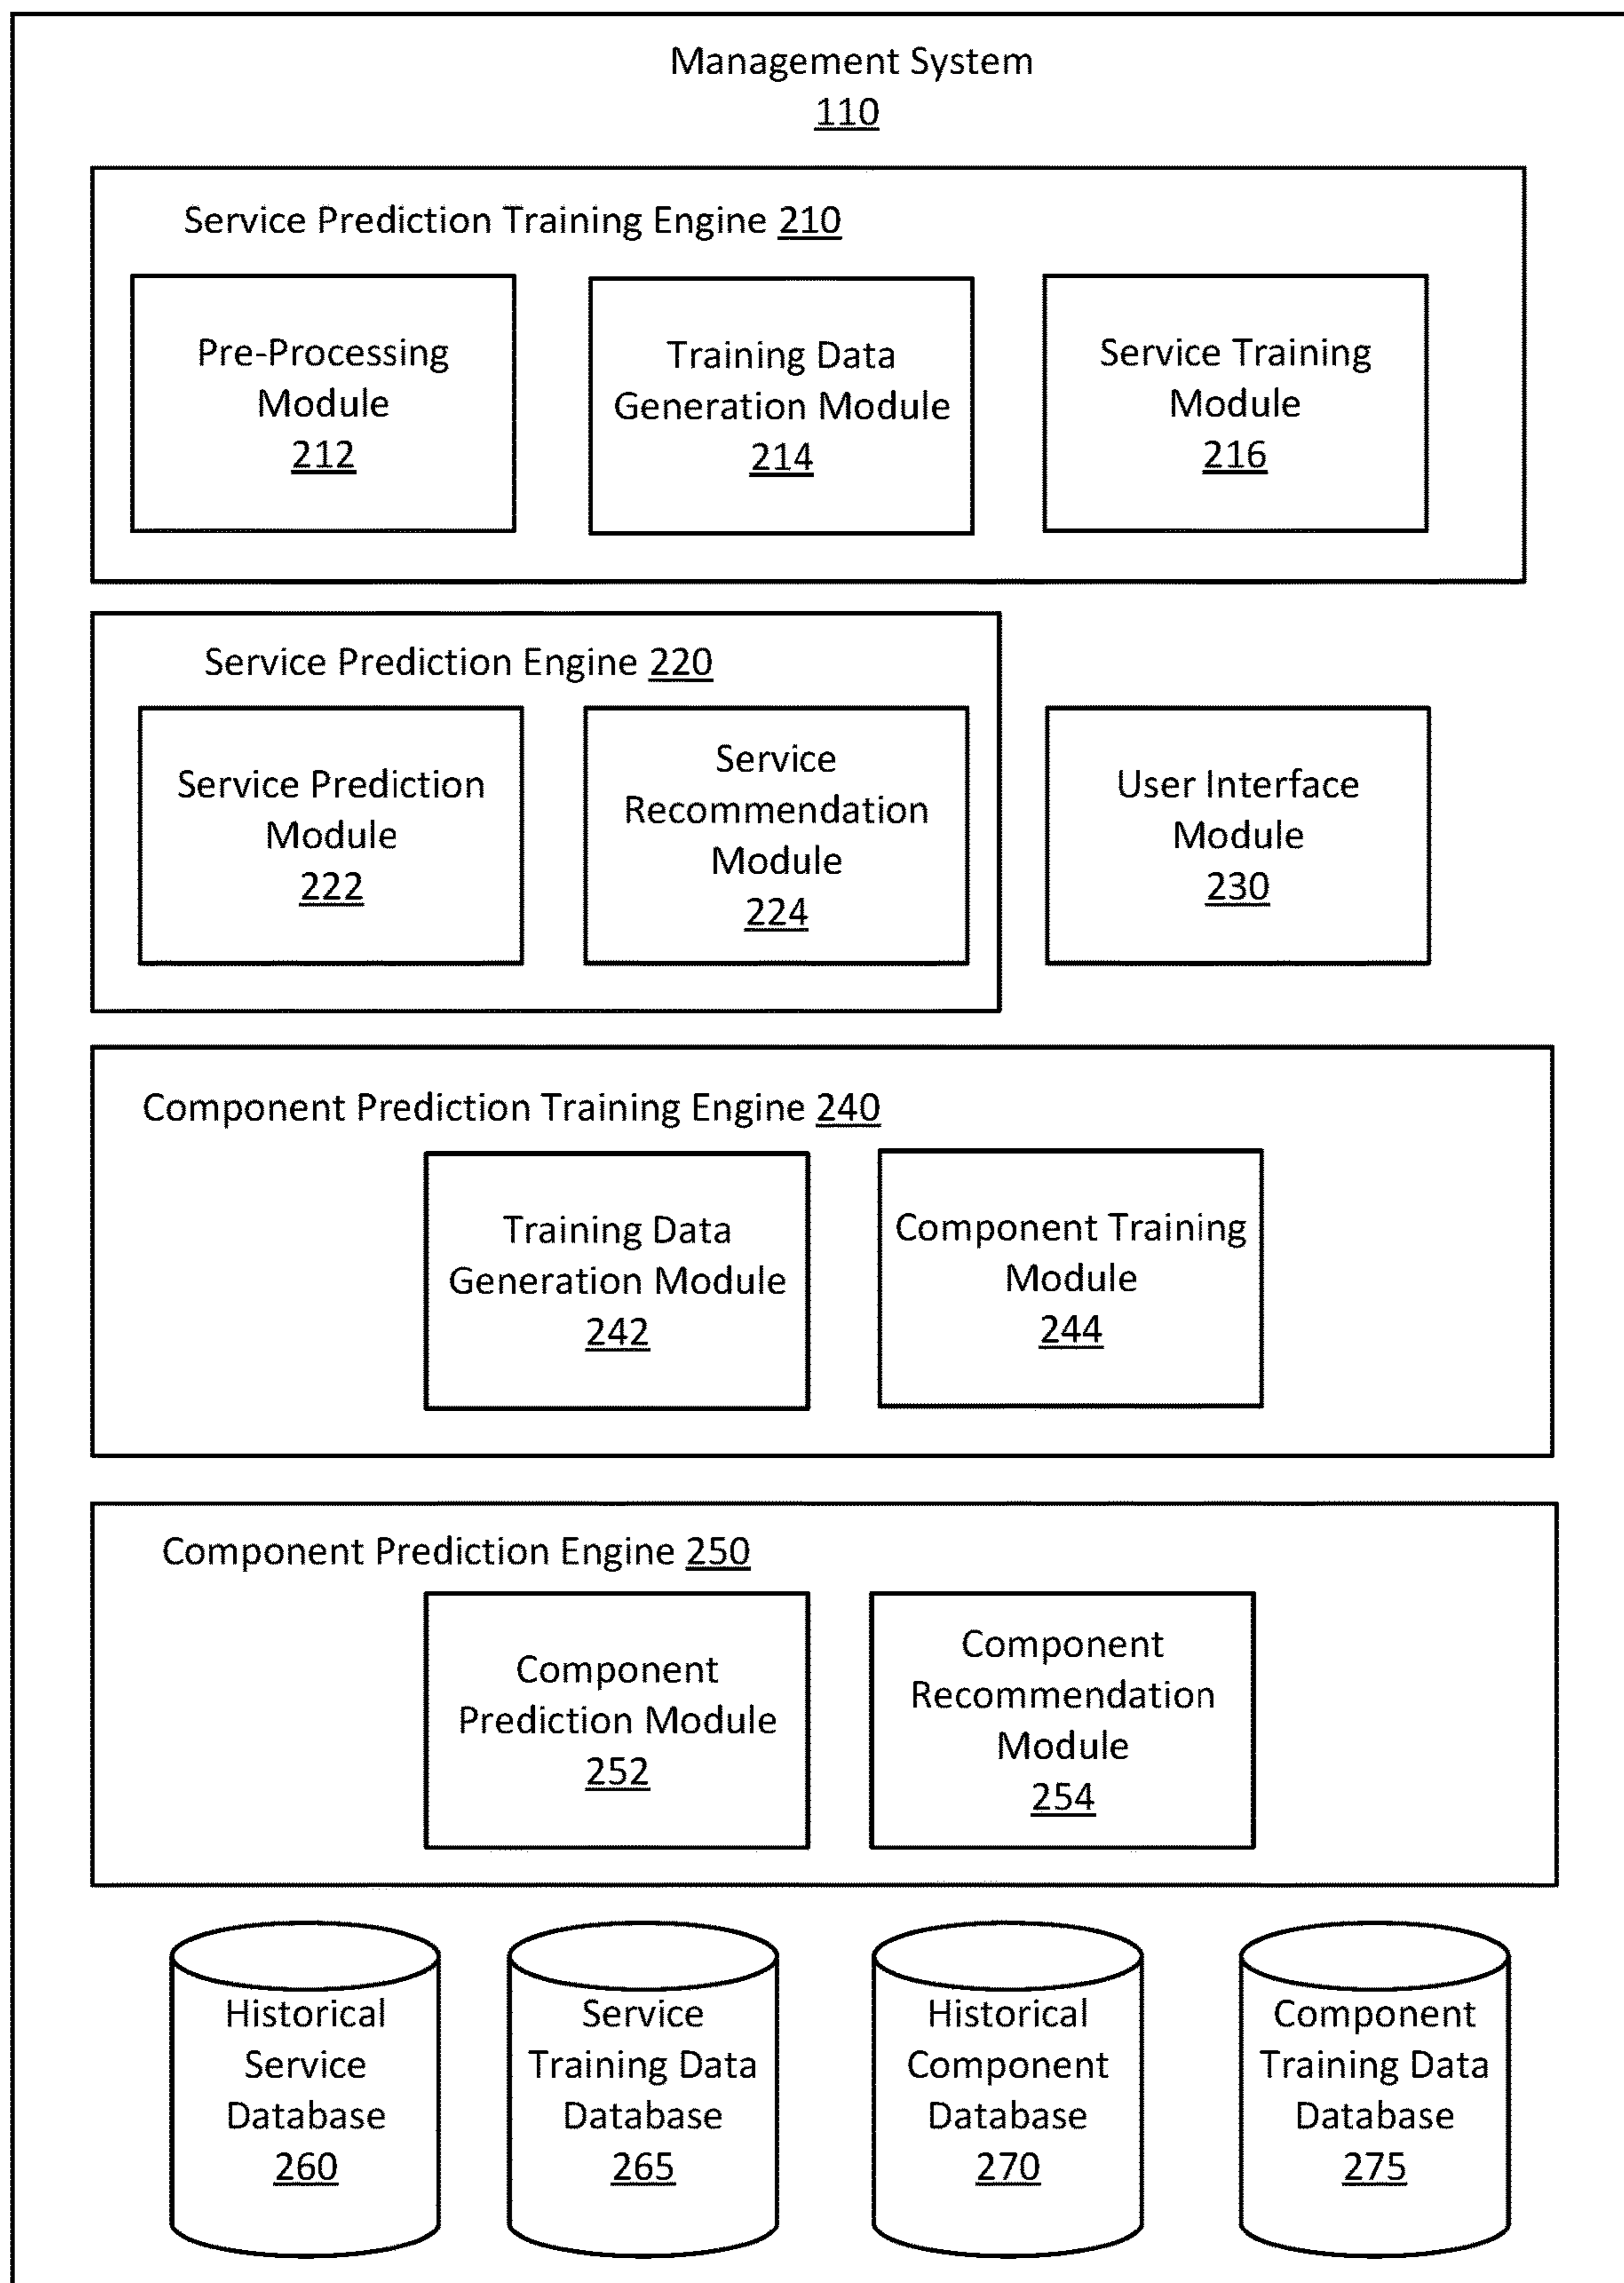 Management System
110
Service Prediction Training Engine 210
Pre-Processing
Module
212
Training Data
Generation Module
214
Service Training
Module
216
Service Prediction Engine 220
Service Prediction
Module
222
Service
Recommendation
Module
224
User Interface
Module
230
Component Prediction Training Engine 240
Training Data
Generation Module
242
Component Training
Module
244
Component Prediction Engine 250
Component
Prediction Module
252
Component
Recommendation
Module
254
Historical
Service
Database
260
Service
Training Data
Database
265
Historical
Component
Database
270
Component
Training Data
Database
275